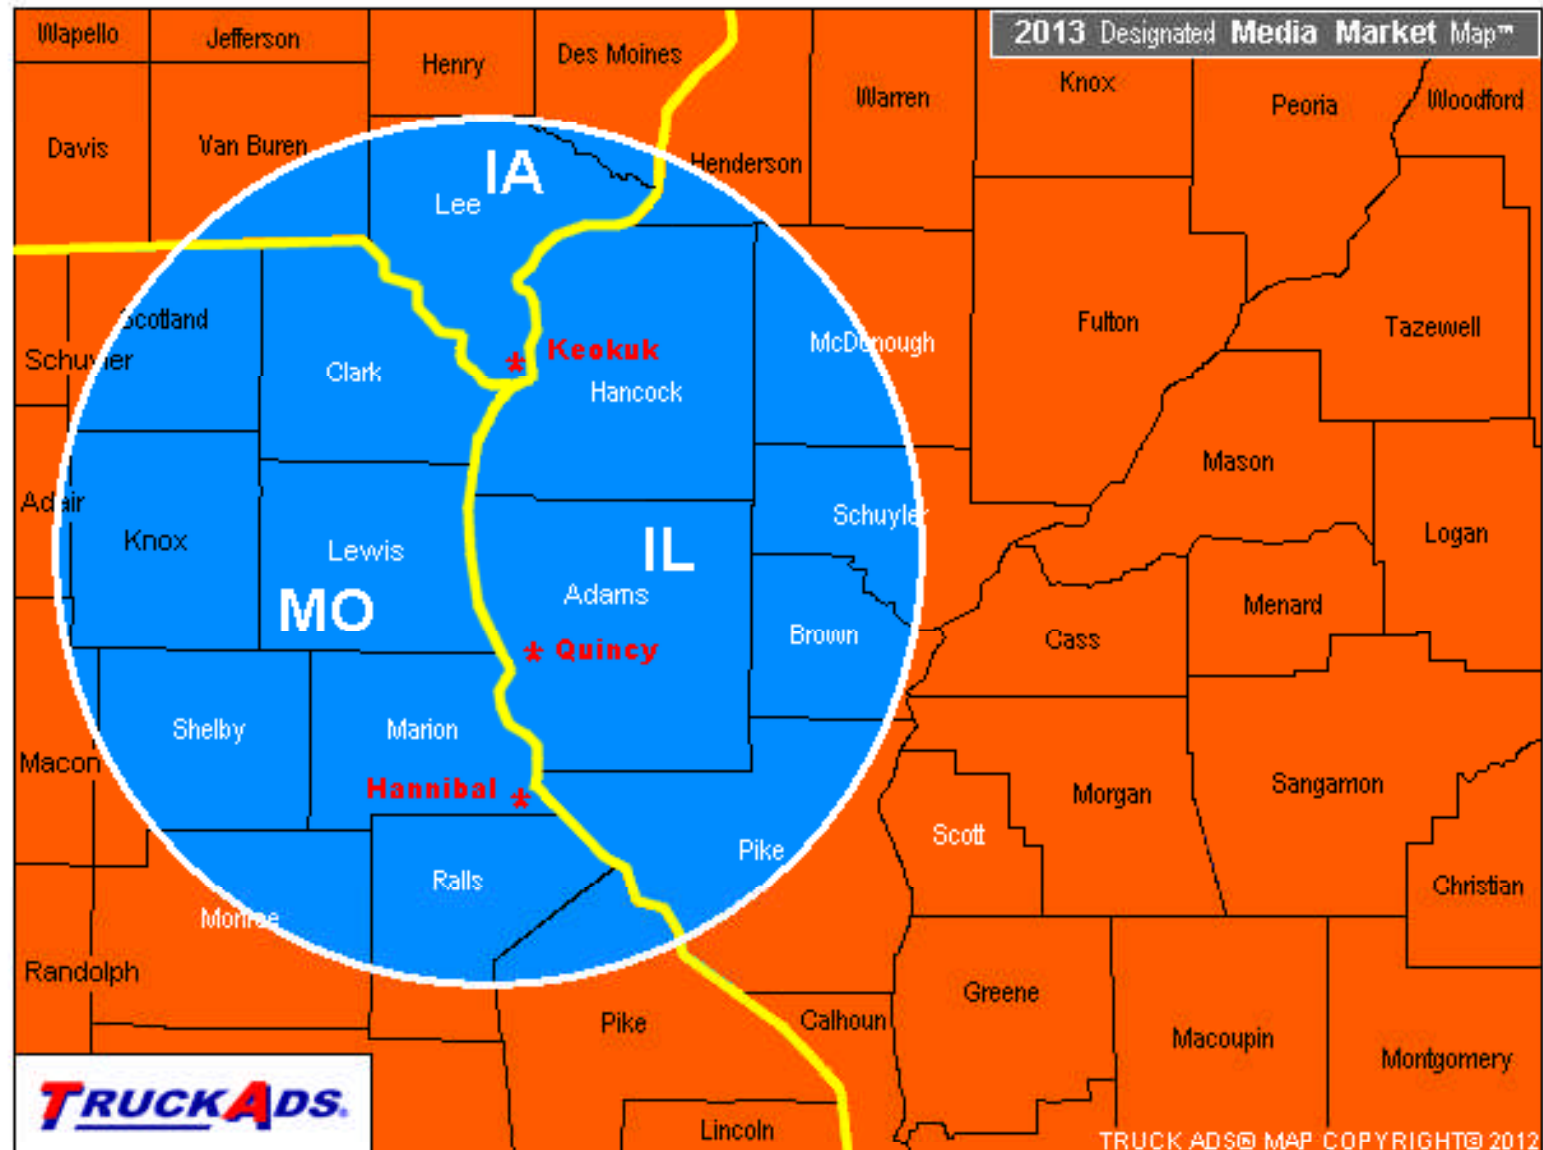 2013 Designated Media Market Map™
Wapello
Jefferson
Henry
Des Moines
Warren
Knox
Peoria
Woodford
Davis
Van Buren
Henderson
IA
Lee
Scotland
Schuyler
Clark
Keokuk
Hancock
McDonough
Fulton
Tazewell
Adair
Knox
Lewis
MO
IL
Adams
Schuyler
Mason
Logan
Quincy
Brown
Cass
Menard
Shelby
Marion
Macon
Hannibal
Pike
Scott
Morgan
Sangamon
Ralls
Monroe
Christian
Randolph
Pike
Calhoun
Greene
Macoupin
Montgomery
Lincoln
TRUCKADS.
TRUCK ADS® MAP COPYRIGHT© 2012